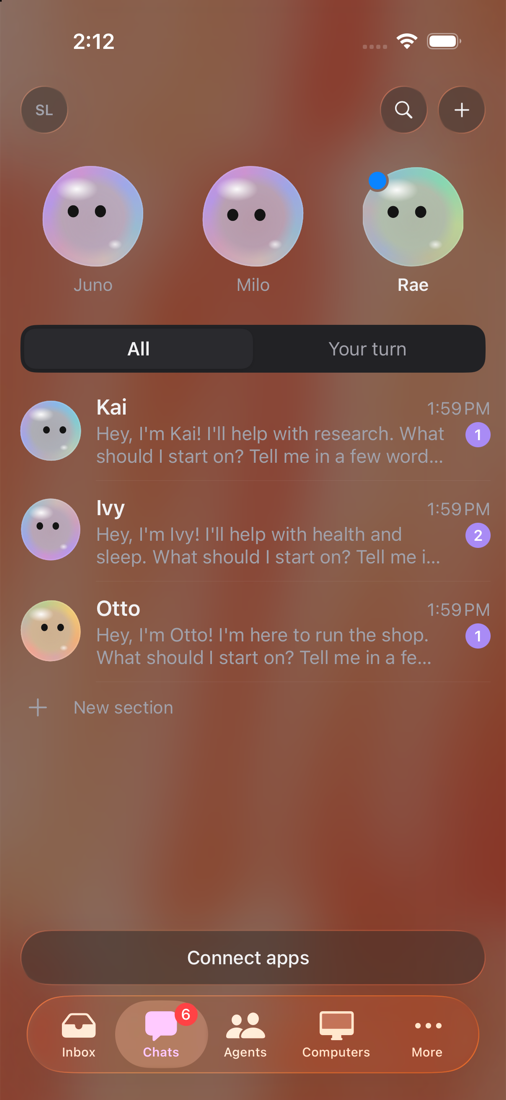 2:12
SL
Juno
Milo
Rae
All
Your turn
Kai
1:59 PM
Hey, I'm Kai! I'll help with research. What
should I start on? Tell me in a few word...
1
Ivy
1:59 PM
Hey, I'm Ivy! I'll help with health and
sleep. What should I start on? Tell me i...
2
Otto
1:59 PM
Hey, I'm Otto! I'm here to run the shop.
What should I start on? Tell me in a fe...
1
New section
Connect apps
6
Inbox
Chats
Agents
Computers
More